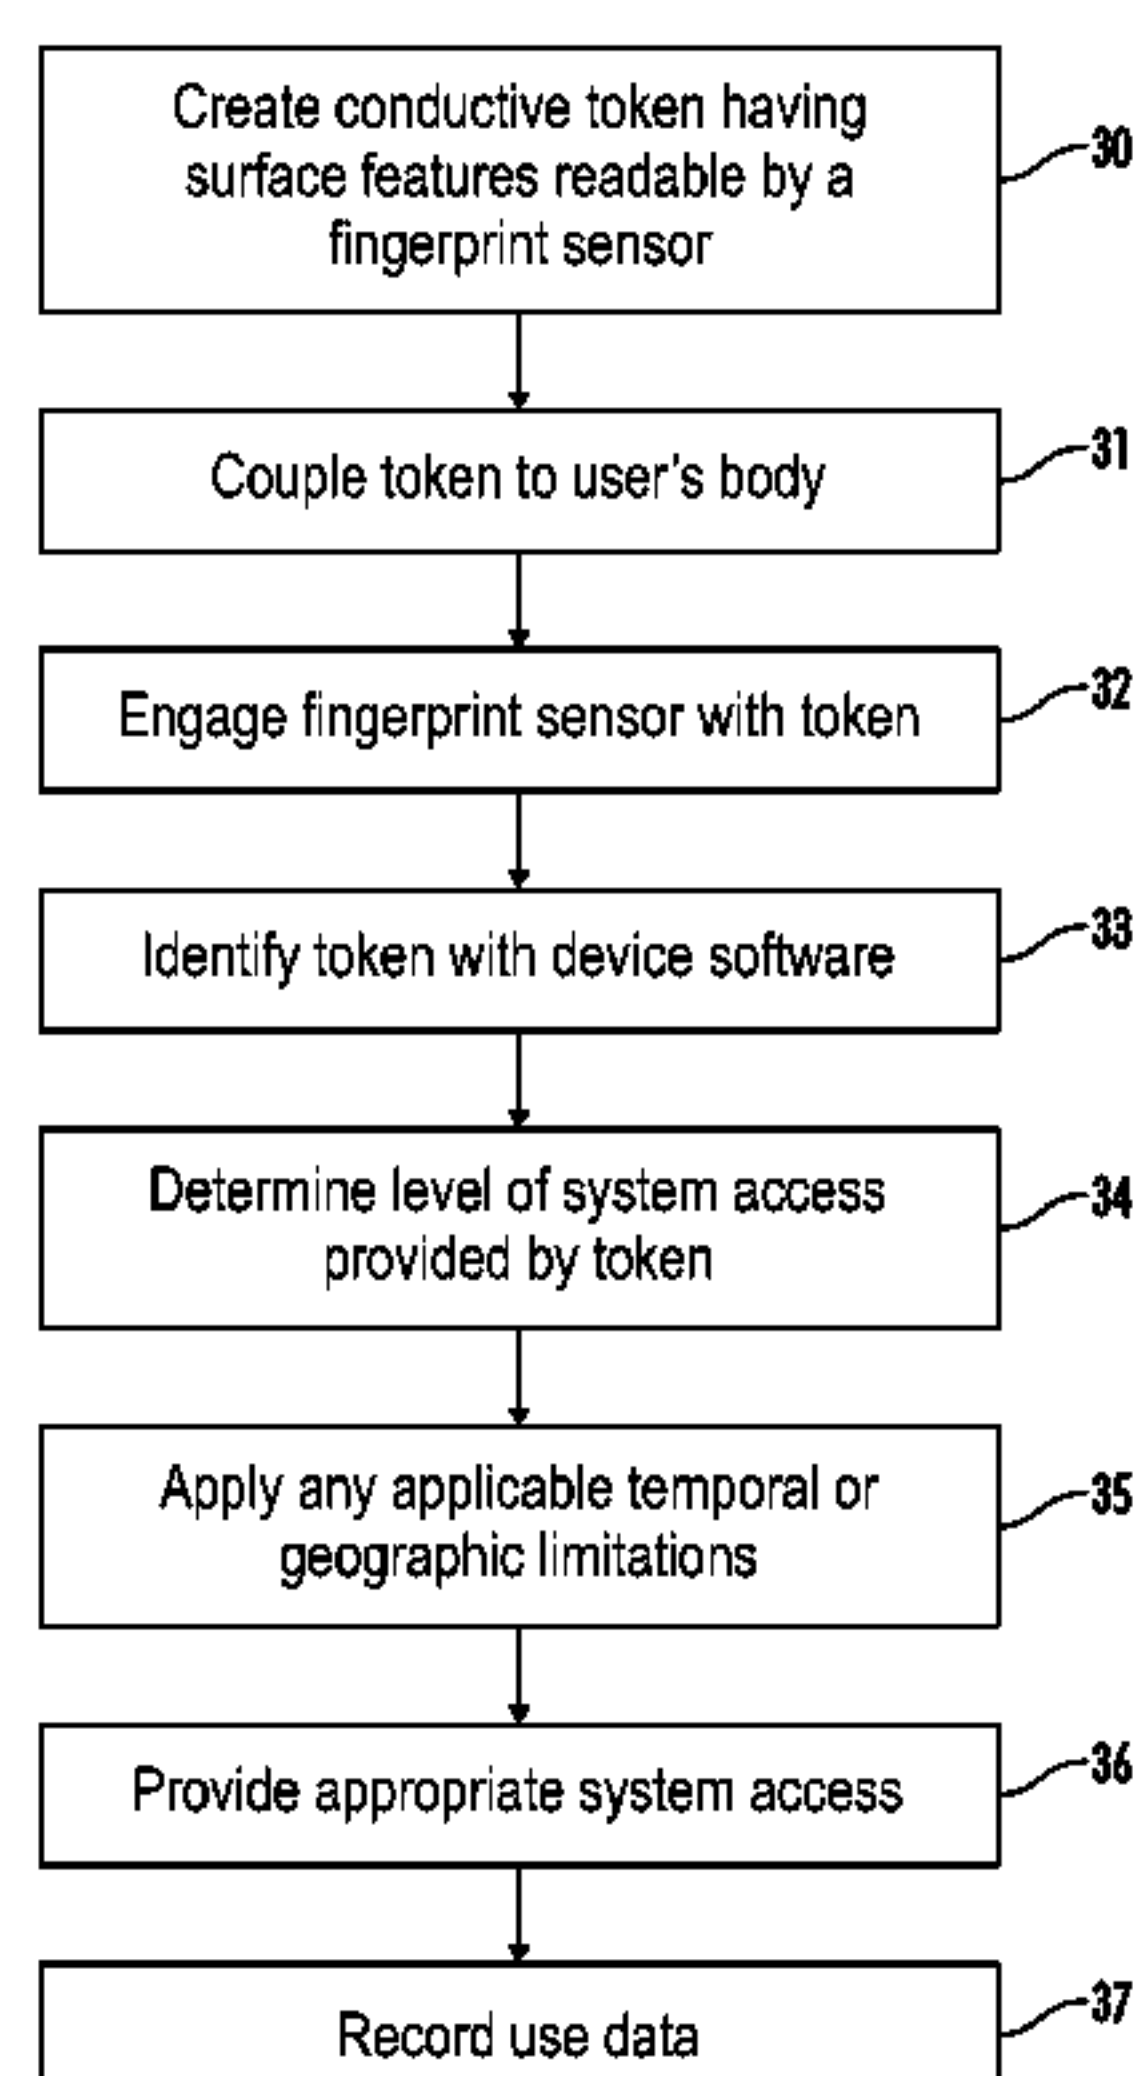 Create conductive token having
surface features readable by a
fingerprint sensor
30
Couple token to user's body
31
Engage fingerprint sensor with token
32
Identify token with device software
33
Determine level of system access
provided by token
34
Apply any applicable temporal or
geographic limitations
35
Provide appropriate system access
36
Record use data
37